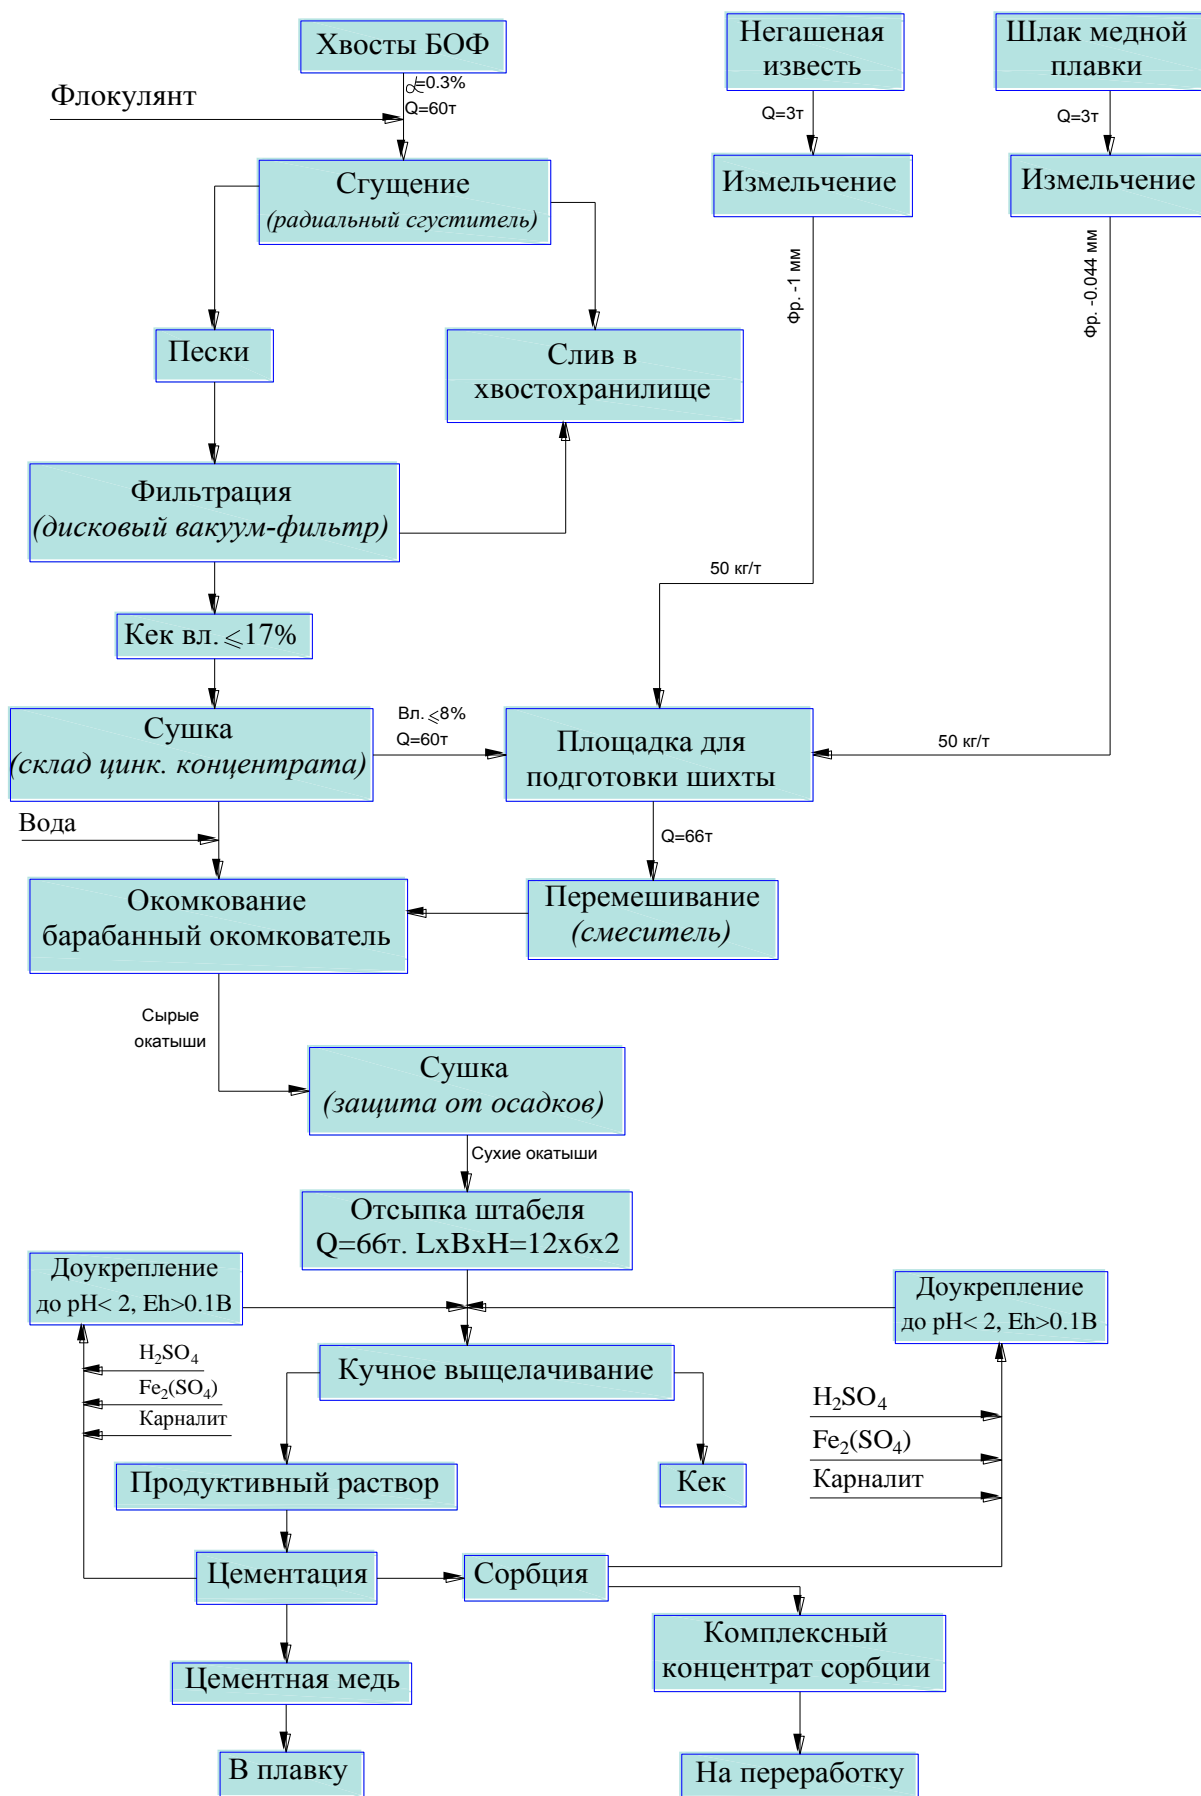 Хвосты БОФ
Негашеная
известь
Шлак медной
плавки
Флокулянт
α=0.3%
Q=60т
Q=3т
Q=3т
Сгущение
(радиальный сгуститель)
Измельчение
Измельчение
Фр. -1 мм
Фр. -0.044 мм
Пески
Слив в
хвостохранилище
Фильтрация
(дисковый вакуум-фильтр)
50 кг/т
Кек вл. ⩽17%
Сушка
(склад цинк. концентрата)
Вл. ⩽8%
Q=60т
Площадка для
подготовки шихты
50 кг/т
Вода
Q=66т
Окомкование
барабанный окомкователь
Перемешивание
(смеситель)
Сырые
окатыши
Сушка
(защита от осадков)
Сухие окатыши
Отсыпка штабеля
Q=66т. LxBxH=12x6x2
Доукрепление
до pH< 2, Eh>0.1В
Доукрепление
до pH< 2, Eh>0.1В
H₂SO₄
Fe₂(SO₄)
Карналит
Кучное выщелачивание
H₂SO₄
Fe₂(SO₄)
Карналит
Продуктивный раствор
Кек
Цементация
Сорбция
Комплексный
концентрат сорбции
Цементная медь
В плавку
На переработку